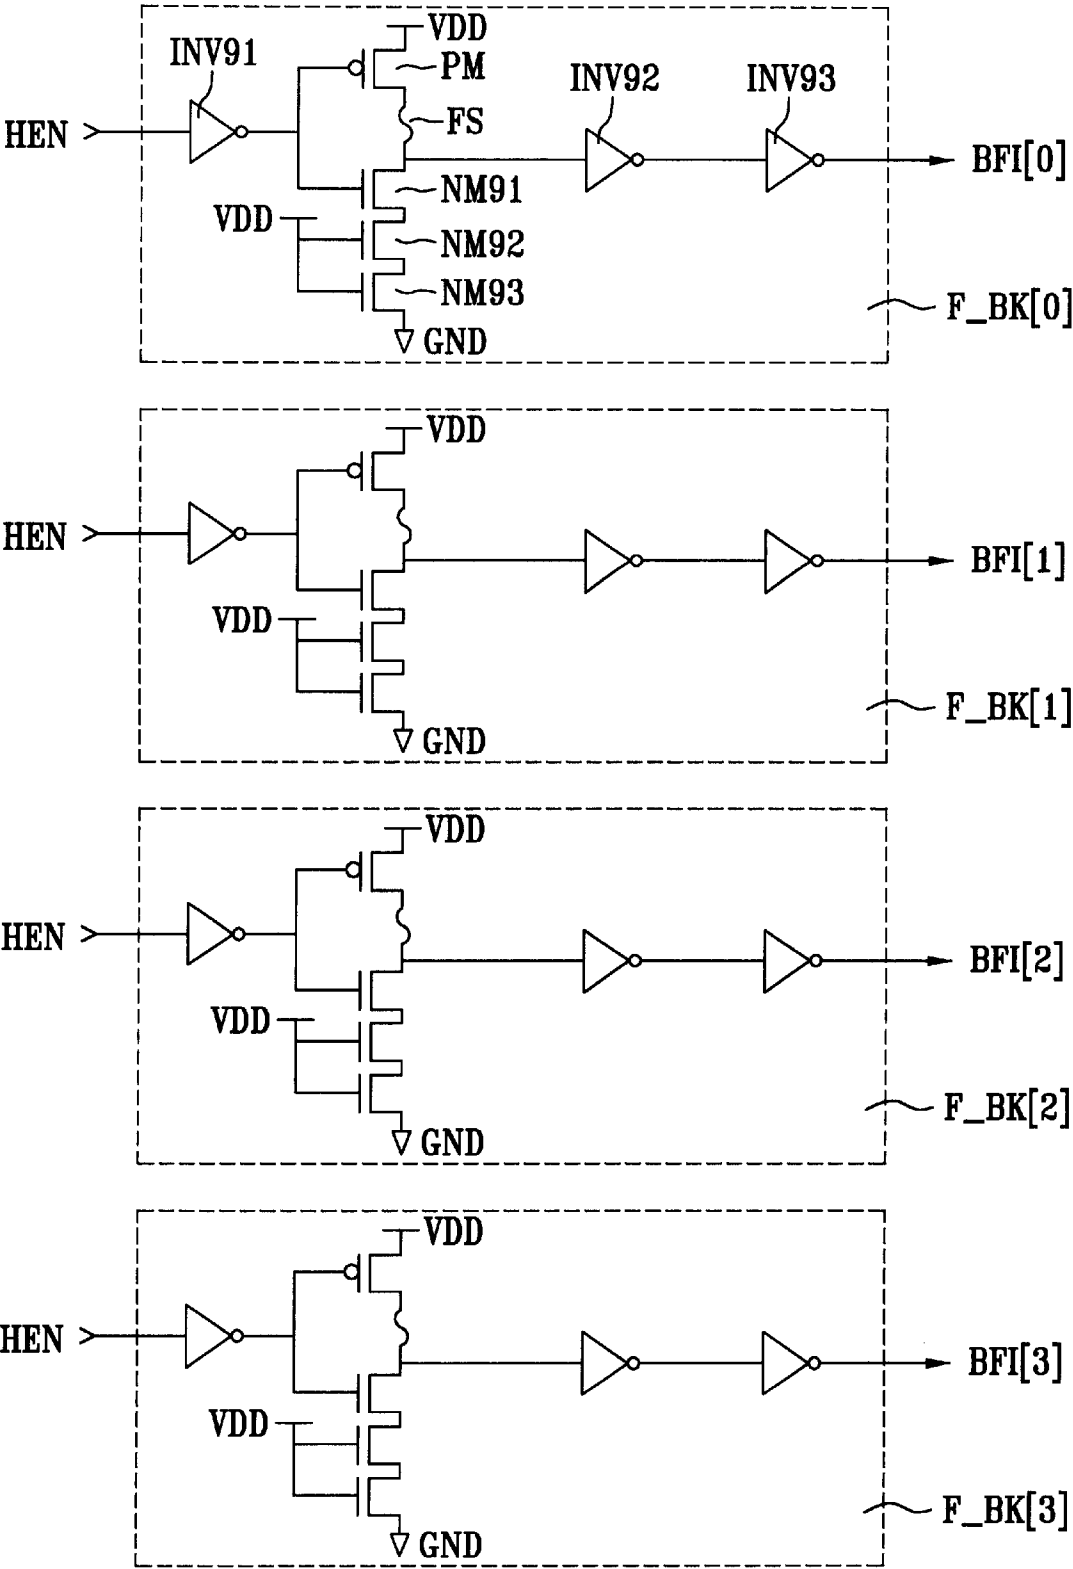 VDD
INV91
PM
INV92
INV93
FS
HEN
BFI[0]
NM91
VDD
NM92
NM93
F_BK[0]
GND
VDD
HEN
BFI[1]
VDD
F_BK[1]
GND
VDD
HEN
BFI[2]
VDD
F_BK[2]
GND
VDD
HEN
BFI[3]
VDD
F_BK[3]
GND